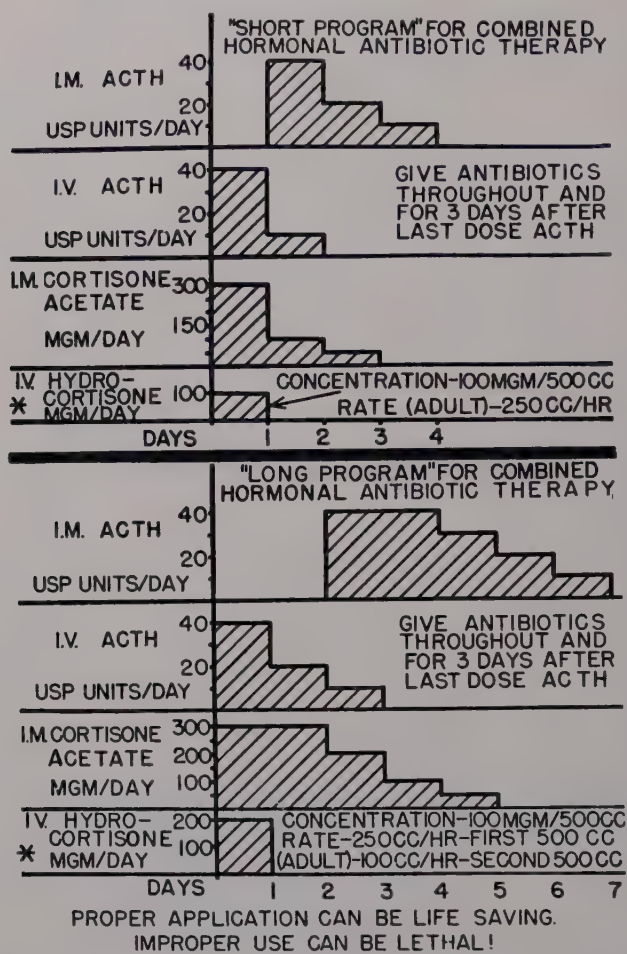 "SHORT PROGRAM" FOR COMBINED
HORMONAL ANTIBIOTIC THERAPY
I.M. ACTH
40
20
USP UNITS/DAY
I.V. ACTH
40
20
USP UNITS/DAY
GIVE ANTIBIOTICS
THROUGHOUT AND
FOR 3 DAYS AFTER
LAST DOSE ACTH
I.M. CORTISONE
ACETATE
300
150
MGM/DAY
I.V. HYDRO-
* CORTISONE
MGM/DAY
100
CONCENTRATION-100MGM/500CC
RATE (ADULT)-250CC/HR
DAYS 1 2 3 4
"LONG PROGRAM" FOR COMBINED
HORMONAL ANTIBIOTIC THERAPY
I.M. ACTH
40
20
USP UNITS/DAY
I.V. ACTH
40
20
USP UNITS/DAY
GIVE ANTIBIOTICS
THROUGHOUT AND
FOR 3 DAYS AFTER
LAST DOSE ACTH
I.M. CORTISONE
ACETATE
300
200
100
MGM/DAY
I.V. HYDRO-
* CORTISONE
MGM/DAY
200
100
CONCENTRATION-100MGM/500CC
RATE-250CC/HR-FIRST 500 CC
(ADULT)-100CC/HR-SECOND 500CC
DAYS 1 2 3 4 5 6 7
PROPER APPLICATION CAN BE LIFE SAVING.
IMPROPER USE CAN BE LETHAL!